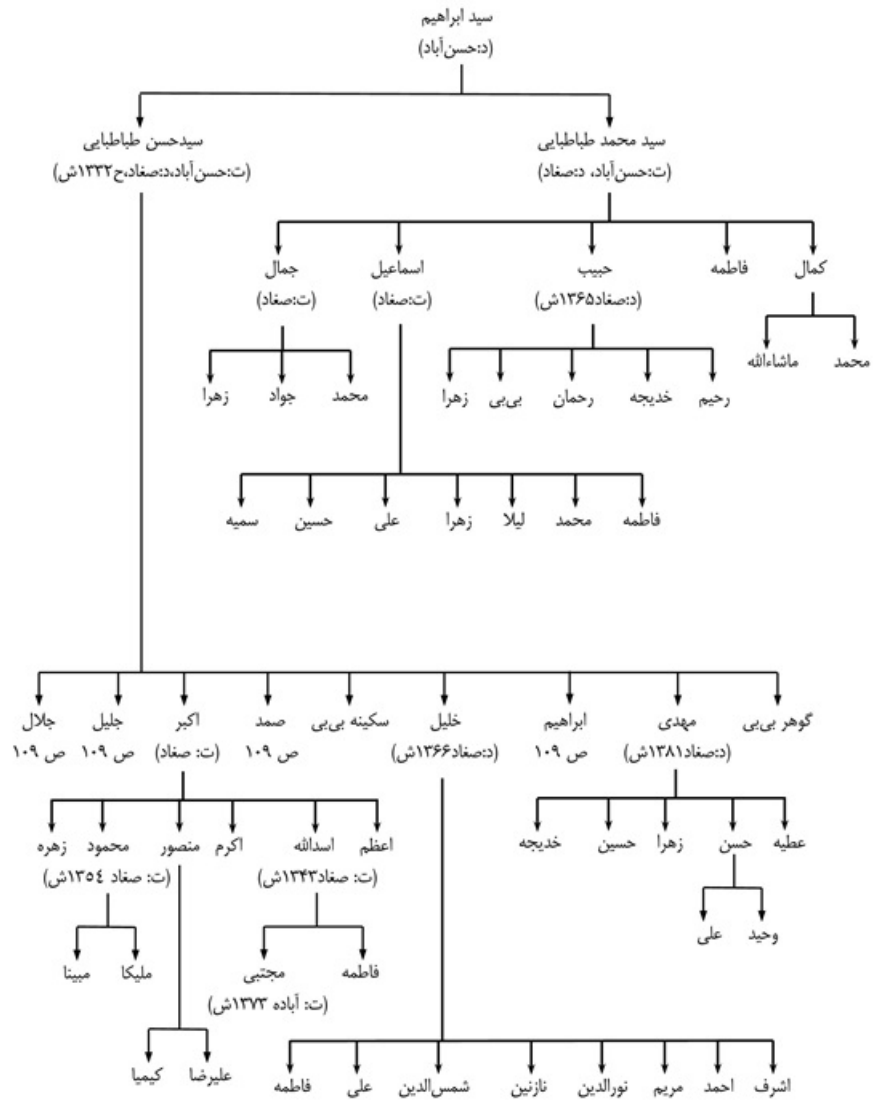 سید ابراهیم
(د:حسن‌آباد)
سید محمد طباطبایی
(ت:حسن‌آباد، د:صغاد)
سیدحسن طباطبایی
(ت:حسن‌آباد،د:صغاد،ح۱۳۳۲ش)
کمال
فاطمه
حبیب
(د:صغاد۱۳۶۵ش)
اسماعیل
(ت:صغاد)
جمال
(ت:صغاد)
محمد
ماشاءالله
رحیم
خدیجه
رحمان
بی‌بی
زهرا
محمد
جواد
زهرا
فاطمه
محمد
لیلا
زهرا
علی
حسین
سمیه
گوهر بی‌بی
مهدی
(د:صغاد۱۳۸۱ش)
ابراهیم
ص ۱۰۹
خلیل
(د:صغاد۱۳۶۶ش)
سکینه بی‌بی
صمد
ص ۱۰۹
اکبر
(ت: صغاد)
جلیل
ص ۱۰۹
جلال
ص ۱۰۹
عطیه
حسن
زهرا
حسین
خدیجه
وحید
علی
اعظم
اسدالله
(ت: صغاد۱۳۴۳ش)
اکرم
منصور
محمود
(ت: صغاد ۱۳۵٤ش)
زهره
فاطمه
مجتبی
(ت: آباده ۱۳۷۳ش)
ملیکا
مبینا
علیرضا
کیمیا
اشرف
احمد
مریم
نورالدین
نازنین
شمس‌الدین
علی
فاطمه